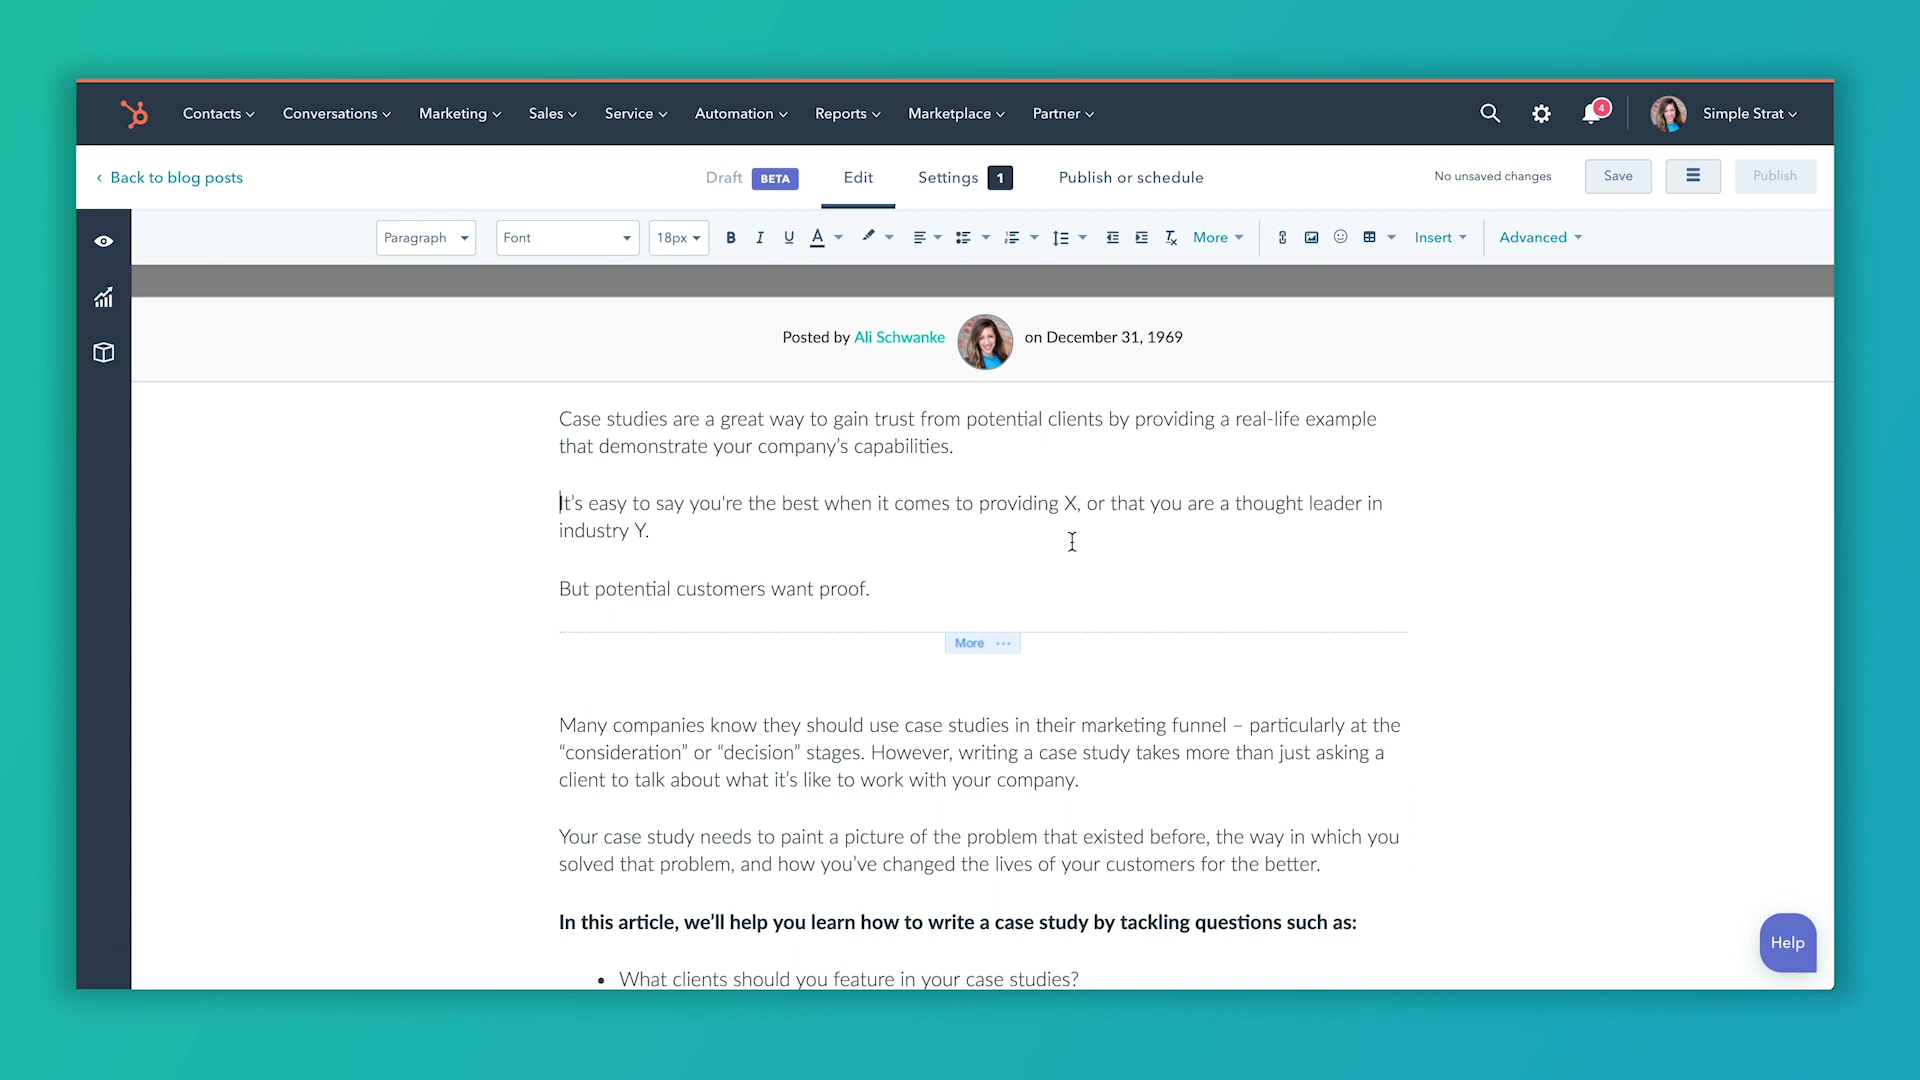 Contacts
Conversations
Marketing
Sales
Service
Automation
Reports
Marketplace
Partner
4
Simple Strat
Back to blog posts
Draft BETA
Edit
Settings 1
Publish or schedule
No unsaved changes
Save
Publish
Paragraph
Font
18px
B
I
U
A
More
Insert
Advanced
Posted by Ali Schwanke on December 31, 1969
Case studies are a great way to gain trust from potential clients by providing a real-life example
that demonstrate your company’s capabilities.
It’s easy to say you're the best when it comes to providing X, or that you are a thought leader in
industry Y.
But potential customers want proof.
More
Many companies know they should use case studies in their marketing funnel – particularly at the
“consideration” or “decision” stages. However, writing a case study takes more than just asking a
client to talk about what it’s like to work with your company.
Your case study needs to paint a picture of the problem that existed before, the way in which you
solved that problem, and how you’ve changed the lives of your customers for the better.
In this article, we’ll help you learn how to write a case study by tackling questions such as:
• What clients should you feature in your case studies?
Help